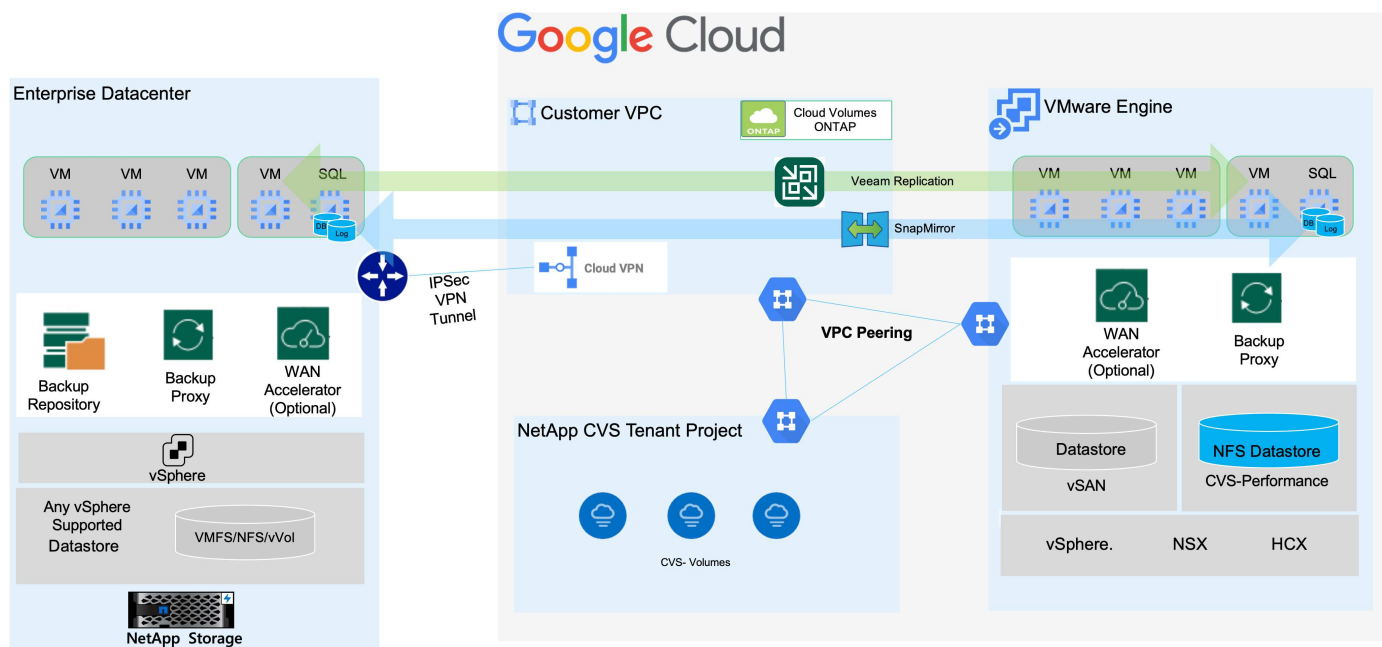 Google Cloud
Enterprise Datacenter
VM
VM
VM
VM
SQL
DB
Log
IPSec
VPN
Tunnel
Backup
Repository
Backup
Proxy
WAN
Accelerator
(Optional)
vSphere
Any vSphere
Supported
Datastore
VMFS/NFS/vVol
NetApp Storage
Customer VPC
ONTAP
Cloud Volumes
ONTAP
Veeam Replication
SnapMirror
Cloud VPN
VPC Peering
NetApp CVS Tenant Project
CVS- Volumes
VMware Engine
VM
VM
VM
VM
SQL
DB
Log
WAN
Accelerator
(Optional)
Backup
Proxy
Datastore
vSAN
NFS Datastore
CVS-Performance
vSphere.
NSX
HCX